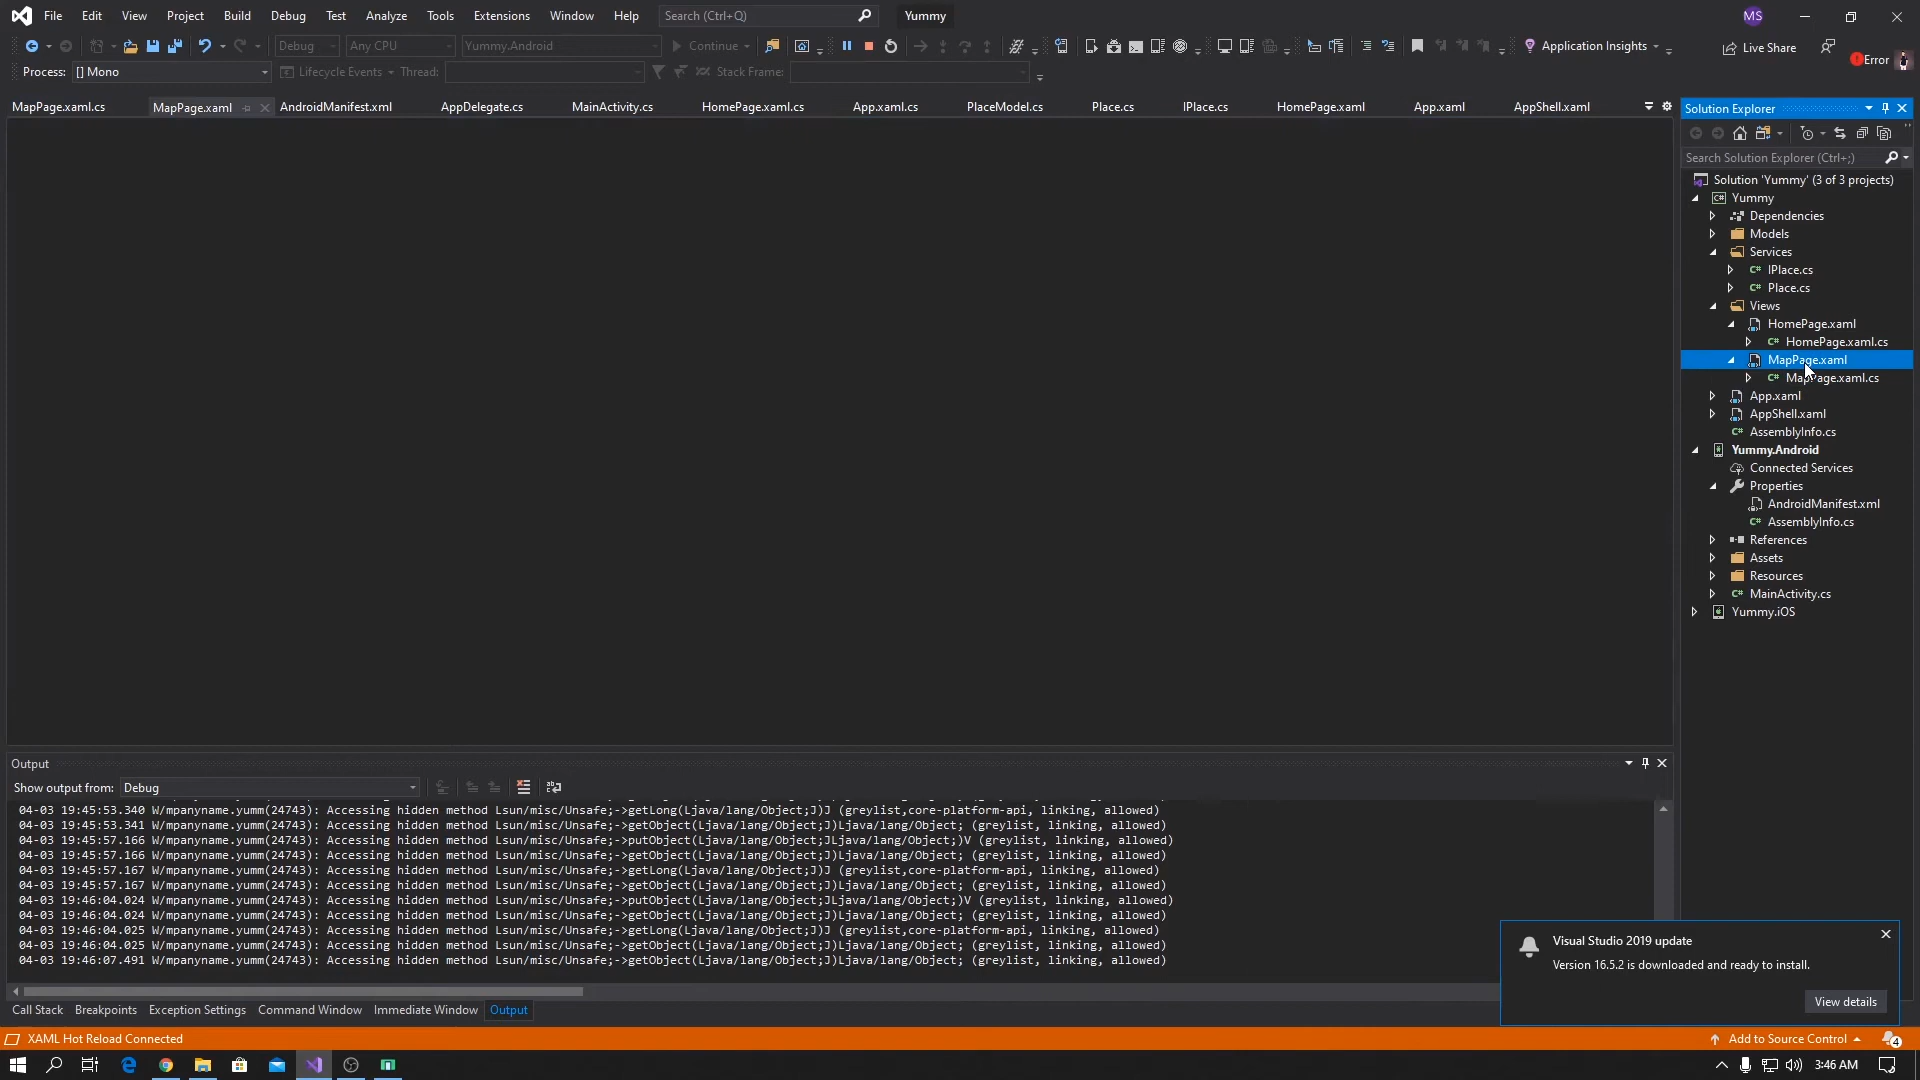 File Edit View Project Build Debug Test Analyze Tools Extensions Window Help Search (Ctrl+Q) Yummy MS
Debug Any CPU Yummy.Android Continue Application Insights Live Share Error
Process: [] Mono Lifecycle Events Thread: Stack Frame:
MapPage.xaml.cs MapPage.xaml AndroidManifest.xml AppDelegate.cs MainActivity.cs HomePage.xaml.cs App.xaml.cs PlaceModel.cs Place.cs IPlace.cs HomePage.xaml App.xaml AppShell.xaml
Solution Explorer
Search Solution Explorer (Ctrl+;)
Solution 'Yummy' (3 of 3 projects)
Yummy
Dependencies
Models
Services
IPlace.cs
Place.cs
Views
HomePage.xaml
HomePage.xaml.cs
MapPage.xaml
MapPage.xaml.cs
App.xaml
AppShell.xaml
AssemblyInfo.cs
Yummy.Android
Connected Services
Properties
AndroidManifest.xml
AssemblyInfo.cs
References
Assets
Resources
MainActivity.cs
Yummy.iOS
Output
Show output from: Debug
04-03 19:45:53.340 W/mpanyname.yumm(24743): Accessing hidden method Lsun/misc/Unsafe;->getLong(Ljava/lang/Object;J)J (greylist,core-platform-api, linking, allowed)
04-03 19:45:53.341 W/mpanyname.yumm(24743): Accessing hidden method Lsun/misc/Unsafe;->getObject(Ljava/lang/Object;J)Ljava/lang/Object; (greylist, linking, allowed)
04-03 19:45:57.166 W/mpanyname.yumm(24743): Accessing hidden method Lsun/misc/Unsafe;->putObject(Ljava/lang/Object;JLjava/lang/Object;)V (greylist, linking, allowed)
04-03 19:45:57.166 W/mpanyname.yumm(24743): Accessing hidden method Lsun/misc/Unsafe;->getObject(Ljava/lang/Object;J)Ljava/lang/Object; (greylist, linking, allowed)
04-03 19:45:57.167 W/mpanyname.yumm(24743): Accessing hidden method Lsun/misc/Unsafe;->getLong(Ljava/lang/Object;J)J (greylist,core-platform-api, linking, allowed)
04-03 19:45:57.167 W/mpanyname.yumm(24743): Accessing hidden method Lsun/misc/Unsafe;->getObject(Ljava/lang/Object;J)Ljava/lang/Object; (greylist, linking, allowed)
04-03 19:46:04.024 W/mpanyname.yumm(24743): Accessing hidden method Lsun/misc/Unsafe;->putObject(Ljava/lang/Object;JLjava/lang/Object;)V (greylist, linking, allowed)
04-03 19:46:04.024 W/mpanyname.yumm(24743): Accessing hidden method Lsun/misc/Unsafe;->getObject(Ljava/lang/Object;J)Ljava/lang/Object; (greylist, linking, allowed)
04-03 19:46:04.025 W/mpanyname.yumm(24743): Accessing hidden method Lsun/misc/Unsafe;->getLong(Ljava/lang/Object;J)J (greylist,core-platform-api, linking, allowed)
04-03 19:46:04.025 W/mpanyname.yumm(24743): Accessing hidden method Lsun/misc/Unsafe;->getObject(Ljava/lang/Object;J)Ljava/lang/Object; (greylist, linking, allowed)
04-03 19:46:07.491 W/mpanyname.yumm(24743): Accessing hidden method Lsun/misc/Unsafe;->getObject(Ljava/lang/Object;J)Ljava/lang/Object; (greylist, linking, allowed)
Visual Studio 2019 update
Version 16.5.2 is downloaded and ready to install.
View details
Call Stack Breakpoints Exception Settings Command Window Immediate Window Output
XAML Hot Reload Connected Add to Source Control 4
3:46 AM